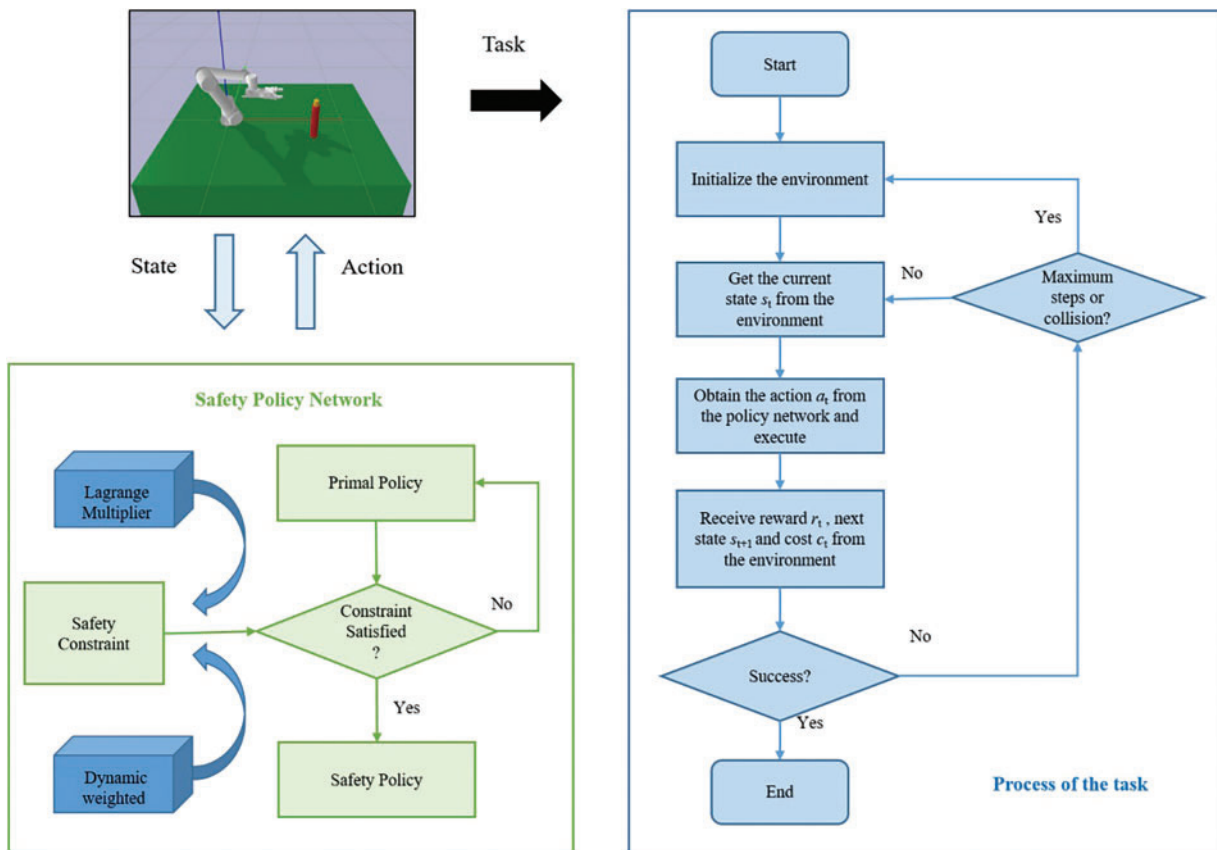 Task
State
Action
Safety Policy Network
Lagrange
Multiplier
Primal Policy
Safety
Constraint
Constraint
Satisfied
?
No
Yes
Dynamic
weighted
Safety Policy
Start
Initialize the environment
Yes
No
Get the current
state sₜ from the
environment
Maximum
steps or
collision?
Obtain the action aₜ from
the policy network and
execute
Receive reward rₜ , next
state sₜ₊₁ and cost cₜ from
the environment
No
Success?
Yes
End
Process of the task